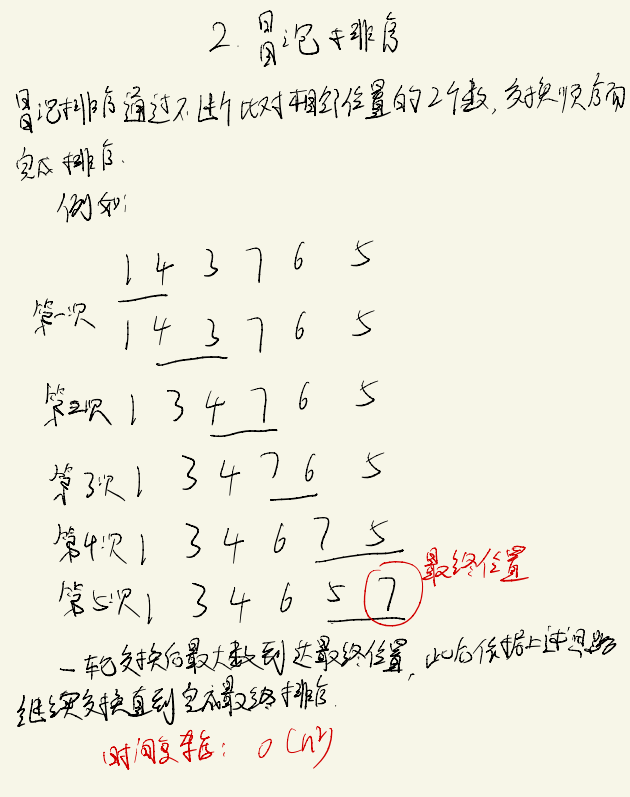 2. 冒泡排序
冒泡排序通过不断比对相邻位置的2个数,交换顺序而
完成排序.
例如:
1 4 3 7 6 5
第一次 1 4 3 7 6 5
第二次 1 3 4 7 6 5
第3次 1 3 4 7 6 5
第4次 1 3 4 6 7 5
第5次 1 3 4 6 5 7 最终位置
一轮交换后最大数到达最终位置,此后依据上述思路
继续交换直到完成最终排序.
时间复杂度: O(n²)